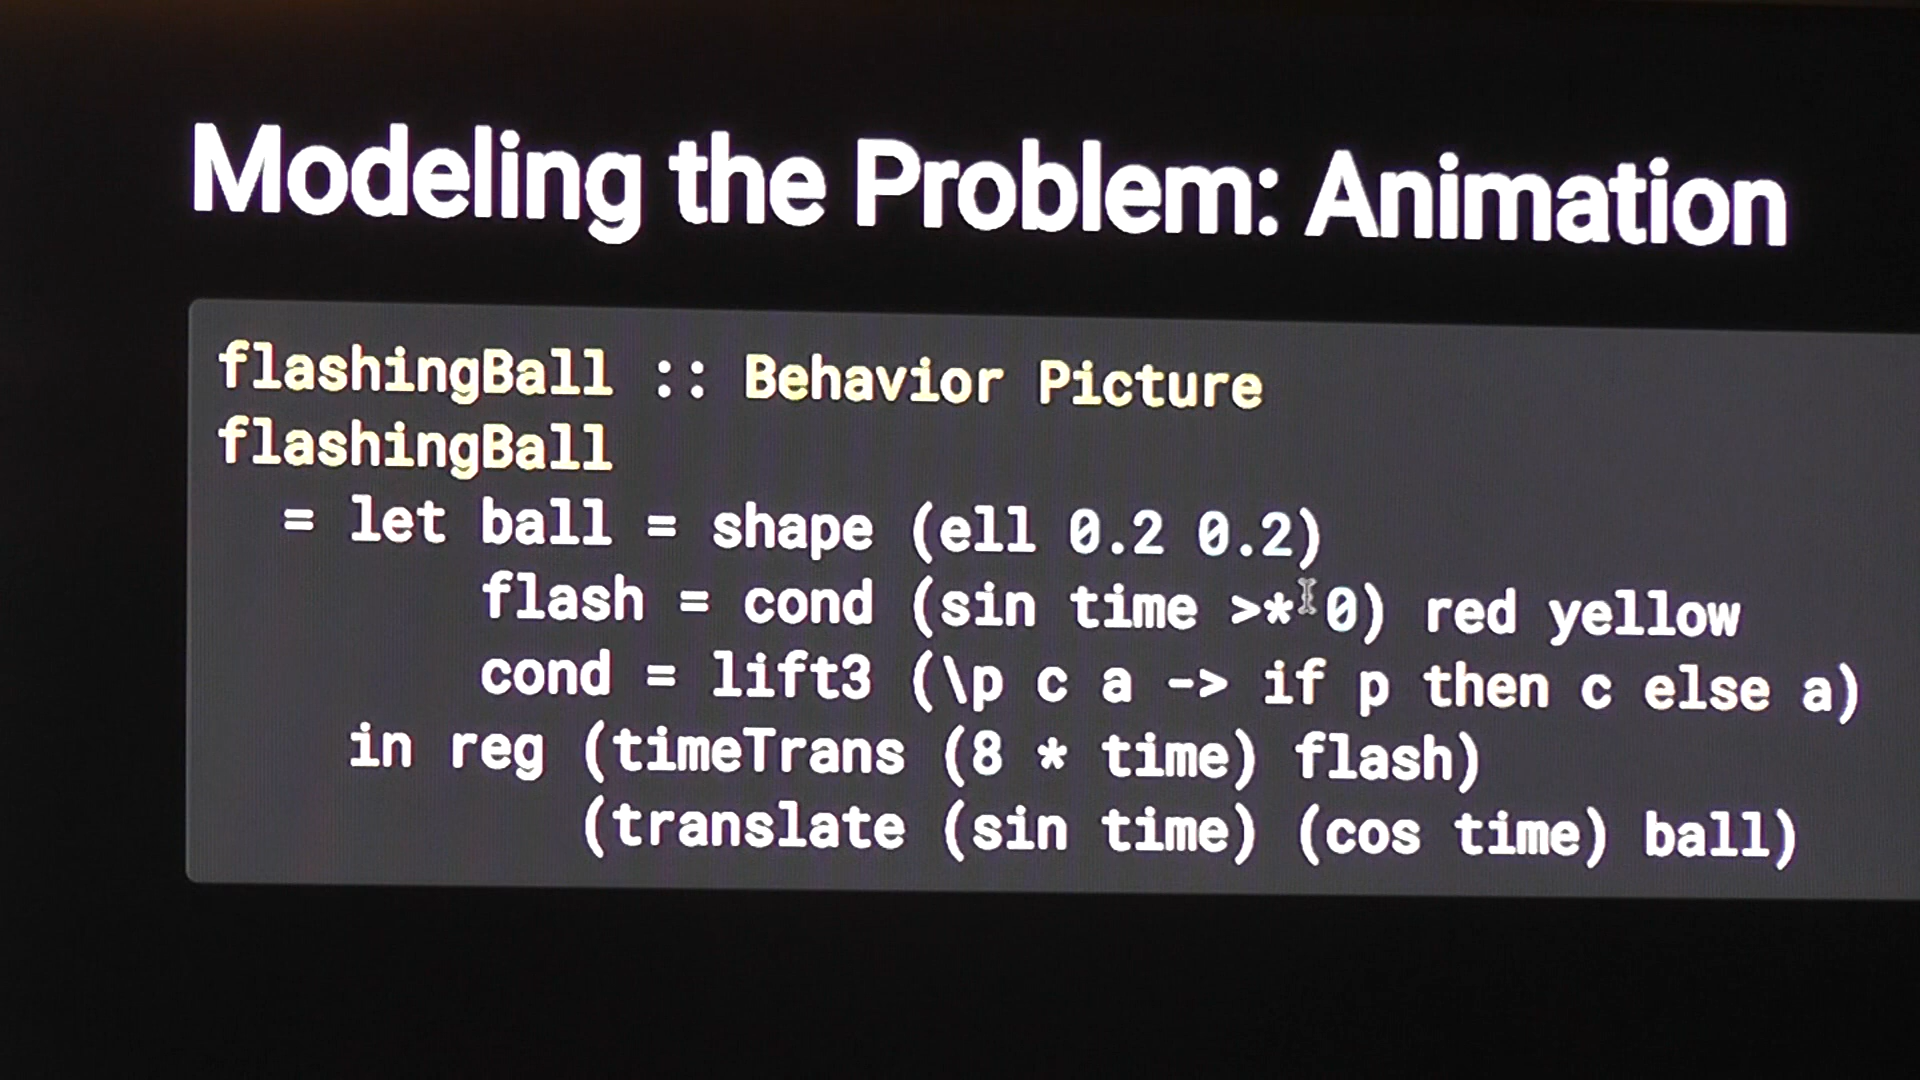 Modeling the Problem: Animation
flashingBall :: Behavior Picture
flashingBall
  = let ball = shape (ell 0.2 0.2)
        flash = cond (sin time >* 0) red yellow
        cond = lift3 (\p c a -> if p then c else a)
    in reg (timeTrans (8 * time) flash)
           (translate (sin time) (cos time) ball)